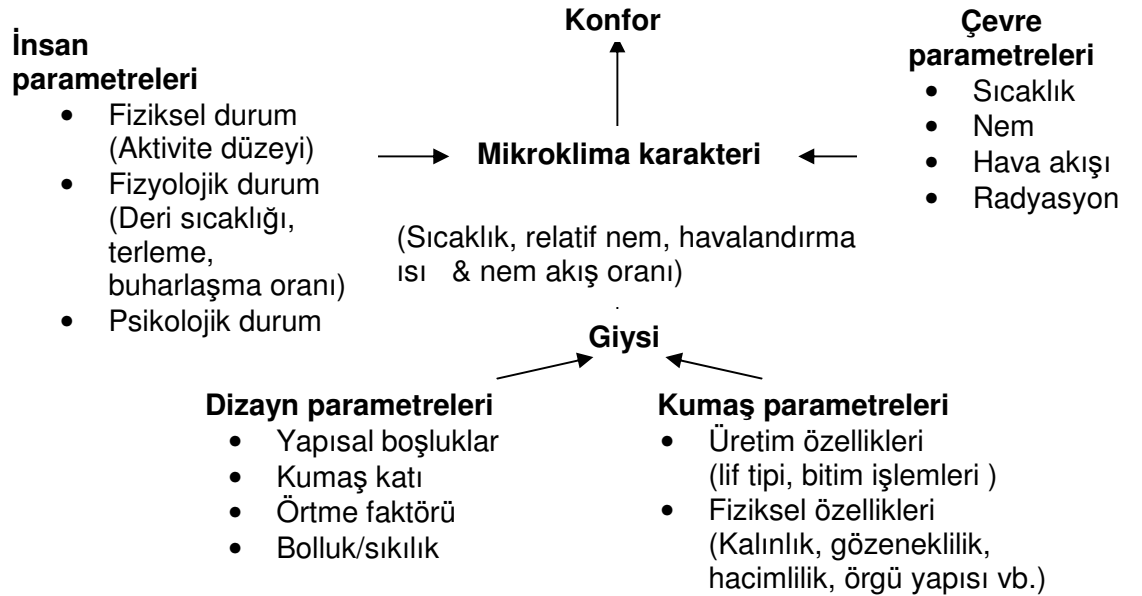 Konfor
İnsan
parametreleri
• Fiziksel durum
(Aktivite düzeyi)
• Fizyolojik durum
(Deri sıcaklığı,
terleme,
buharlaşma oranı)
• Psikolojik durum
Çevre
parametreleri
• Sıcaklık
• Nem
• Hava akışı
• Radyasyon
Mikroklima karakteri
(Sıcaklık, relatif nem, havalandırma
ısı & nem akış oranı)
Giysi
Dizayn parametreleri
• Yapısal boşluklar
• Kumaş katı
• Örtme faktörü
• Bolluk/sıkılık
Kumaş parametreleri
• Üretim özellikleri
(lif tipi, bitim işlemleri )
• Fiziksel özellikleri
(Kalınlık, gözeneklilik,
hacimlilik, örgü yapısı vb.)